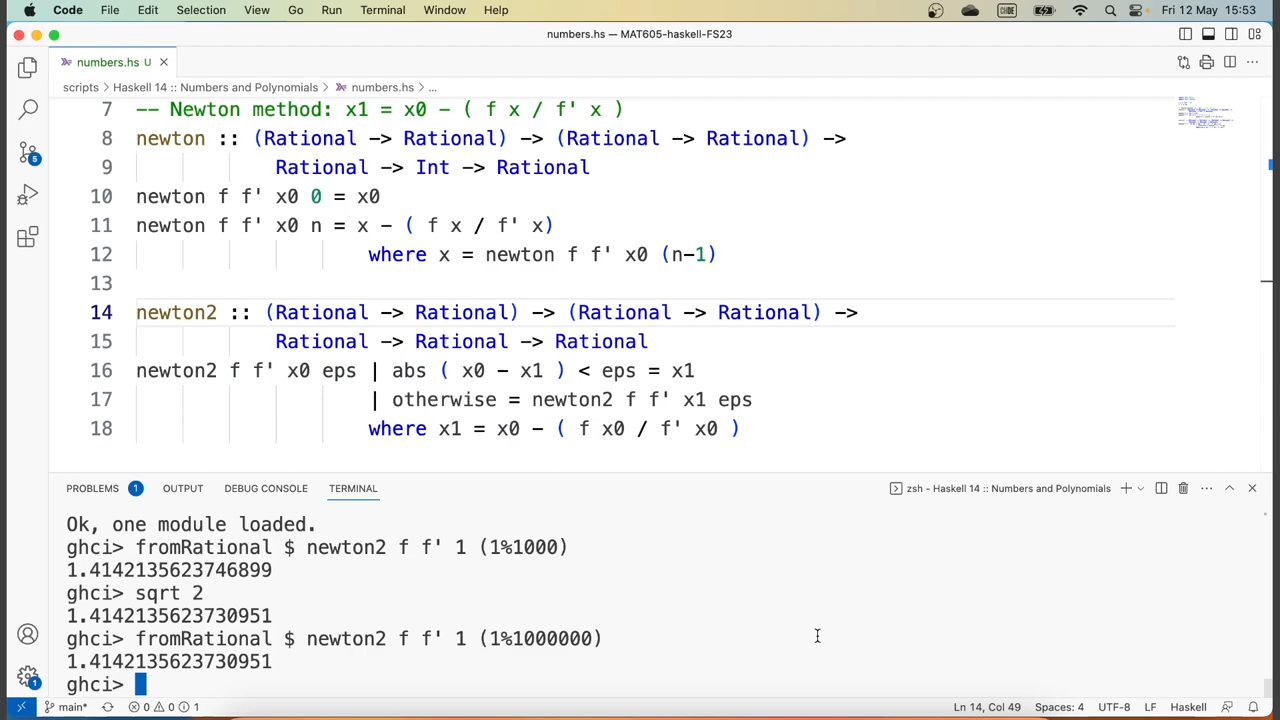 Code File Edit Selection View Go Run Terminal Window Help Fri 12 May 15:53
numbers.hs — MAT605-haskell-FS23
numbers.hs U
scripts > Haskell 14 :: Numbers and Polynomials > numbers.hs > ...
7 -- Newton method: x1 = x0 - ( f x / f' x )
8 newton :: (Rational -> Rational) -> (Rational -> Rational) ->
9 Rational -> Int -> Rational
10 newton f f' x0 0 = x0
11 newton f f' x0 n = x - ( f x / f' x)
12 where x = newton f f' x0 (n-1)
13
14 newton2 :: (Rational -> Rational) -> (Rational -> Rational) ->
15 Rational -> Rational -> Rational
16 newton2 f f' x0 eps | abs ( x0 - x1 ) < eps = x1
17 | otherwise = newton2 f f' x1 eps
18 where x1 = x0 - ( f x0 / f' x0 )
PROBLEMS 1 OUTPUT DEBUG CONSOLE TERMINAL zsh - Haskell 14 :: Numbers and Polynomials
Ok, one module loaded.
ghci> fromRational $ newton2 f f' 1 (1%1000)
1.4142135623746899
ghci> sqrt 2
1.4142135623730951
ghci> fromRational $ newton2 f f' 1 (1%1000000)
1.4142135623730951
ghci>
5
1
main* 0 0 1 Ln 14, Col 49 Spaces: 4 UTF-8 LF Haskell